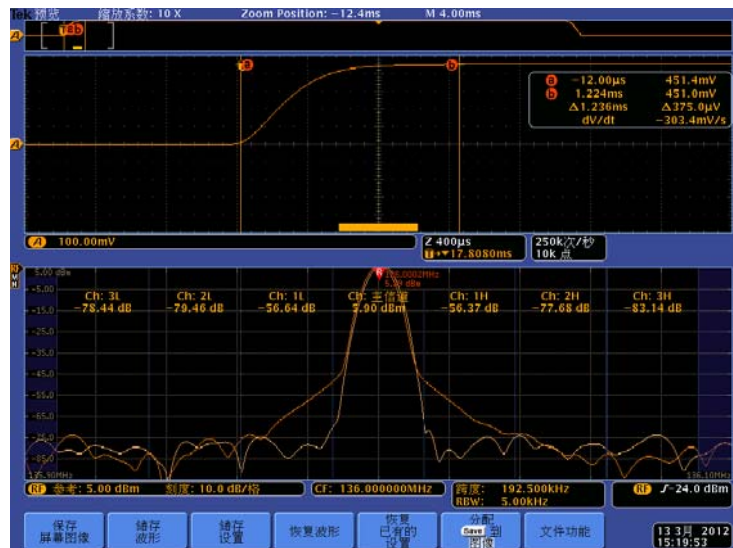 Tek 预览 缩放系数: 10 X Zoom Position: −12.4ms M 4.00ms
A
[ ]
T a b
a b
a −12.00µs 451.4mV
b 1.224ms 451.0mV
Δ1.236ms Δ375.0µV
dV/dt −303.4mV/s
A
A 100.00mV
Z 400µs
T→▼17.8080ms
250k次/秒
10k 点
RF
M
H
5.00 dBm
R 136.0002MHz
5.89 dBm
-5.00
Ch: 3L Ch: 2L Ch: 1L Ch: 主信道 Ch: 1H Ch: 2H Ch: 3H
−78.44 dB −79.46 dB −56.64 dB 5.90 dBm −56.37 dB −77.68 dB −83.14 dB
-15.0
-25.0
-35.0
-45.0
-55.0
-65.0
-75.0
-85.0
135.90MHz 136.10MHz
RF 参考: 5.00 dBm 刻度: 10.0 dB/格 CF: 136.000000MHz
跨度: 192.500kHz
RBW: 5.00kHz
RF −24.0 dBm
保存
屏幕图像
储存
波形
储存
设置
恢复波形
恢复
已有的
设置
分配
Save 到
图像
文件功能
13 3月 2012
15:19:53